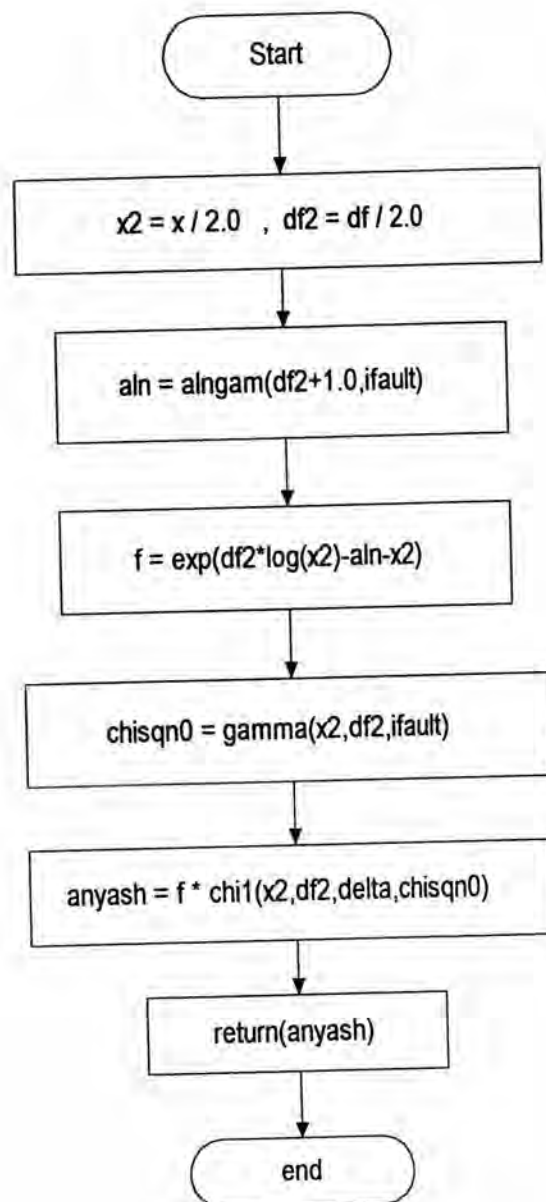 Start
x2 = x / 2.0 , df2 = df / 2.0
aln = alngam(df2+1.0,ifault)
f = exp(df2*log(x2)-aln-x2)
chisqn0 = gamma(x2,df2,ifault)
anyash = f * chi1(x2,df2,delta,chisqn0)
return(anyash)
end